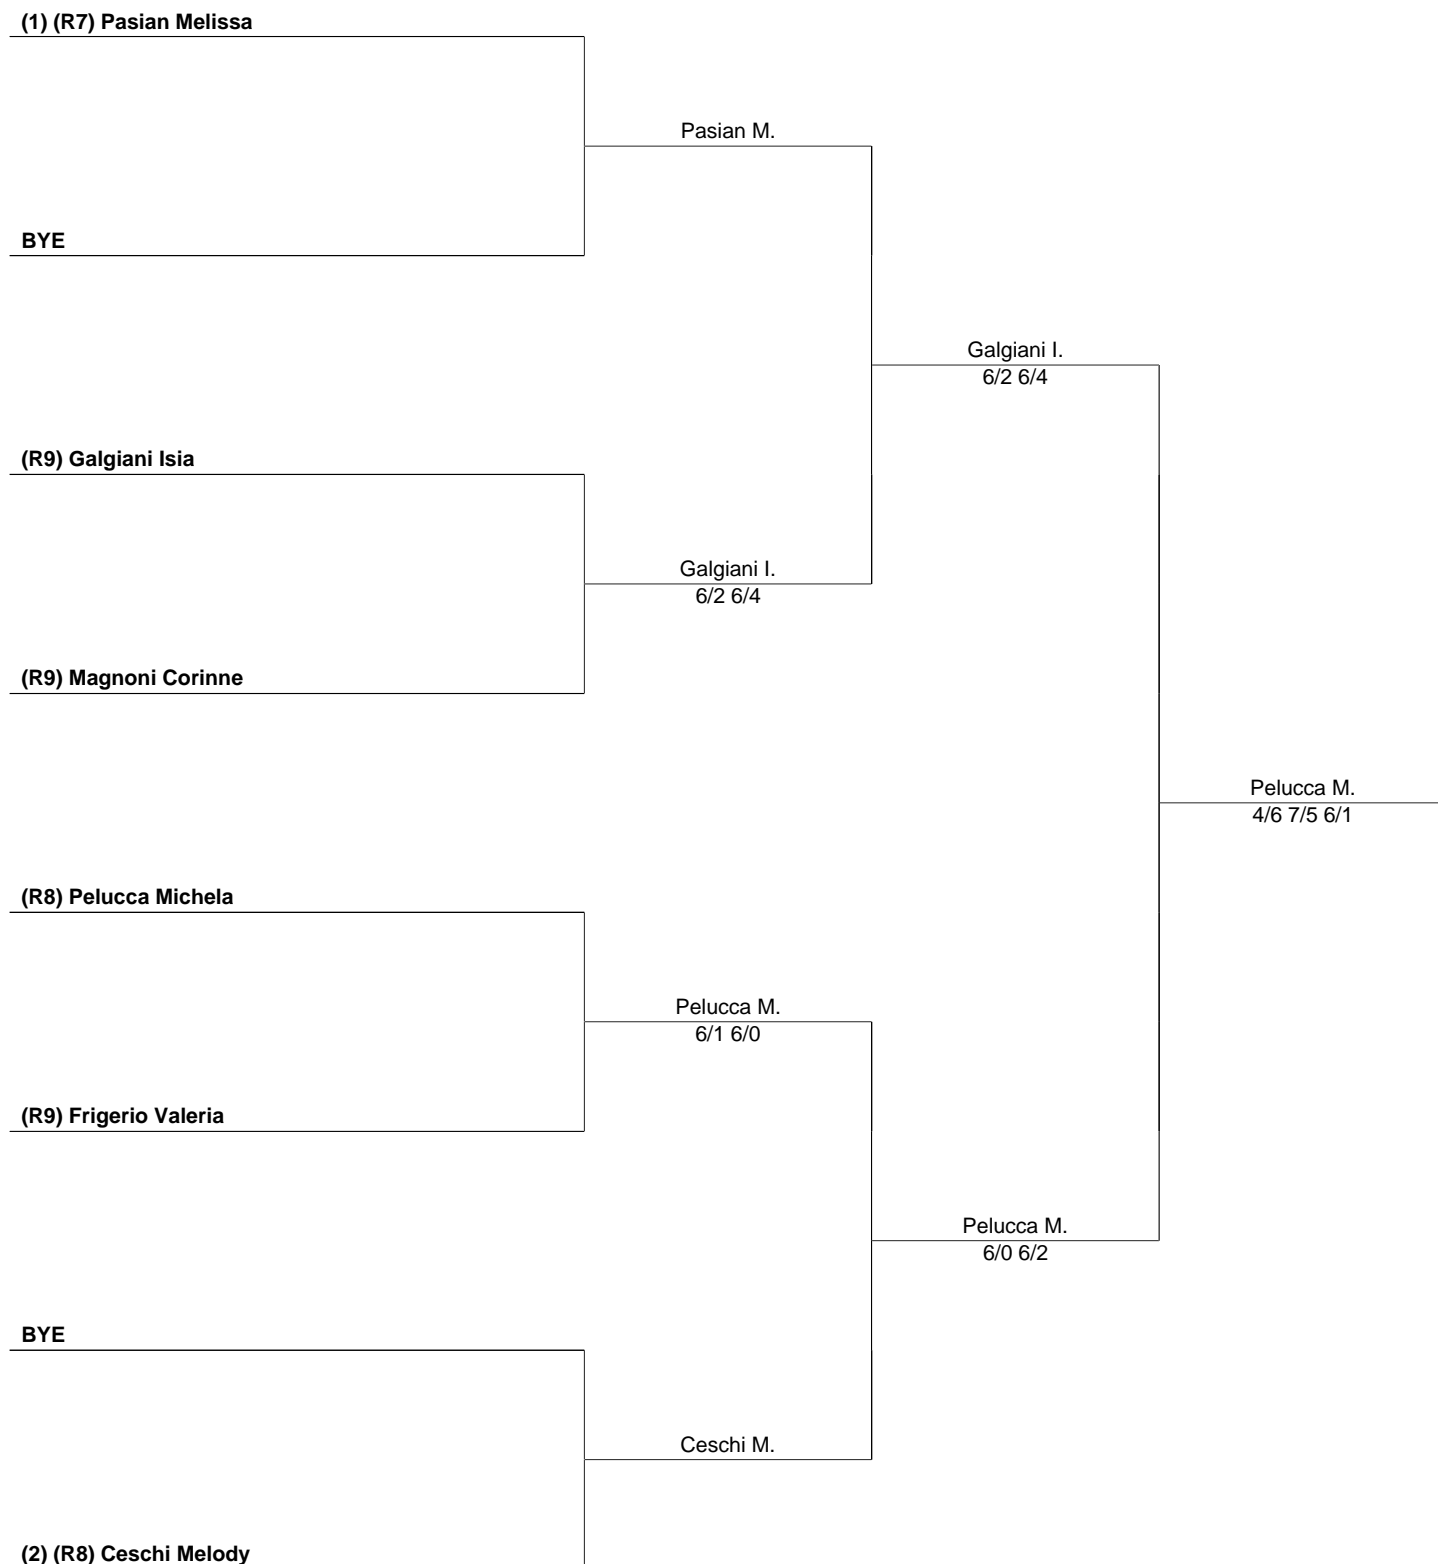 (1) (R7) Pasian Melissa
Pasian M.
BYE
Galgiani I.
6/2 6/4
(R9) Galgiani Isia
Galgiani I.
6/2 6/4
(R9) Magnoni Corinne
Pelucca M.
4/6 7/5 6/1
(R8) Pelucca Michela
Pelucca M.
6/1 6/0
(R9) Frigerio Valeria
Pelucca M.
6/0 6/2
BYE
Ceschi M.
(2) (R8) Ceschi Melody